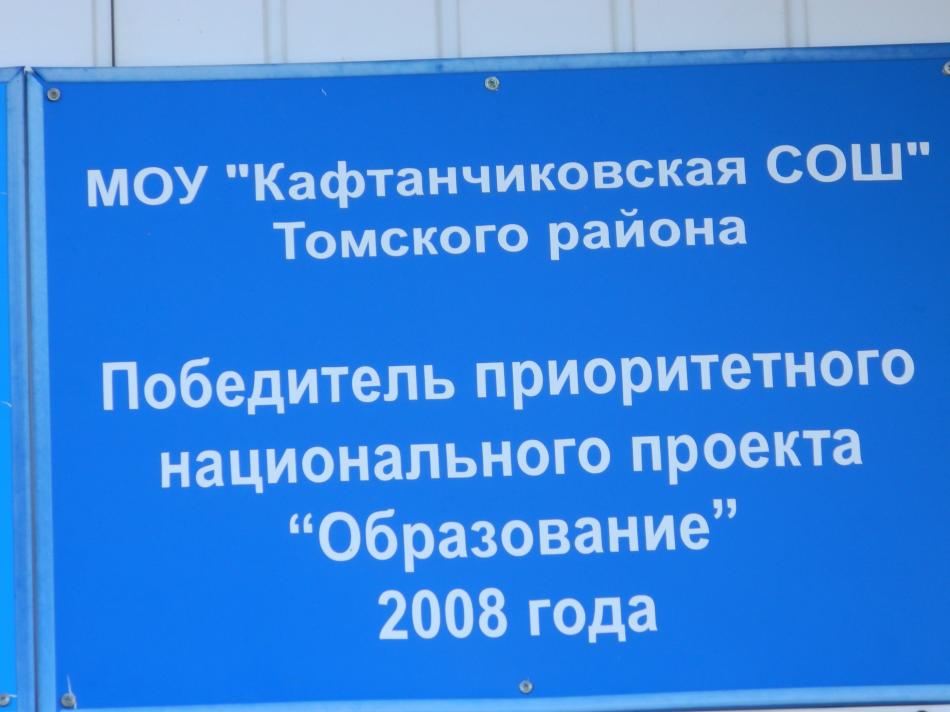 МОУ "Кафтанчиковская СОШ"
Томского района
Победитель приоритетного
национального проекта
“Образование”
2008 года